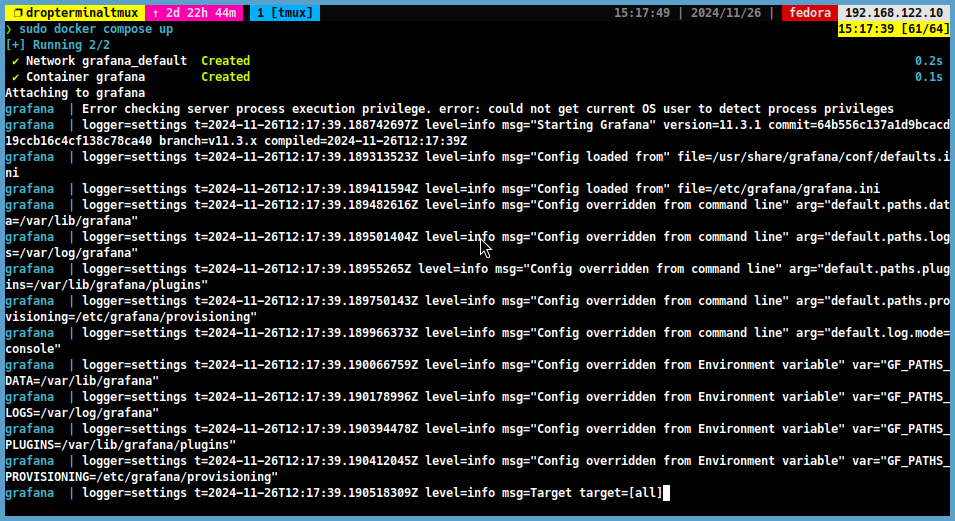 dropterminaltmux ↑ 2d 22h 44m 1 [tmux] 15:17:49 | 2024/11/26 | fedora 192.168.122.10
❯ sudo docker compose up 15:17:39 [61/64]
[+] Running 2/2
✔ Network grafana_default Created 0.2s
✔ Container grafana Created 0.1s
Attaching to grafana
grafana | Error checking server process execution privilege. error: could not get current OS user to detect process privileges
grafana | logger=settings t=2024-11-26T12:17:39.188742697Z level=info msg="Starting Grafana" version=11.3.1 commit=64b556c137a1d9bcacd
19ccb16c4cf138c78ca40 branch=v11.3.x compiled=2024-11-26T12:17:39Z
grafana | logger=settings t=2024-11-26T12:17:39.189313523Z level=info msg="Config loaded from" file=/usr/share/grafana/conf/defaults.i
ni
grafana | logger=settings t=2024-11-26T12:17:39.189411594Z level=info msg="Config loaded from" file=/etc/grafana/grafana.ini
grafana | logger=settings t=2024-11-26T12:17:39.189482616Z level=info msg="Config overridden from command line" arg="default.paths.dat
a=/var/lib/grafana"
grafana | logger=settings t=2024-11-26T12:17:39.189501404Z level=info msg="Config overridden from command line" arg="default.paths.log
s=/var/log/grafana"
grafana | logger=settings t=2024-11-26T12:17:39.18955265Z level=info msg="Config overridden from command line" arg="default.paths.plug
ins=/var/lib/grafana/plugins"
grafana | logger=settings t=2024-11-26T12:17:39.189750143Z level=info msg="Config overridden from command line" arg="default.paths.pro
visioning=/etc/grafana/provisioning"
grafana | logger=settings t=2024-11-26T12:17:39.189966373Z level=info msg="Config overridden from command line" arg="default.log.mode=
console"
grafana | logger=settings t=2024-11-26T12:17:39.190066759Z level=info msg="Config overridden from Environment variable" var="GF_PATHS_
DATA=/var/lib/grafana"
grafana | logger=settings t=2024-11-26T12:17:39.190178996Z level=info msg="Config overridden from Environment variable" var="GF_PATHS_
LOGS=/var/log/grafana"
grafana | logger=settings t=2024-11-26T12:17:39.190394478Z level=info msg="Config overridden from Environment variable" var="GF_PATHS_
PLUGINS=/var/lib/grafana/plugins"
grafana | logger=settings t=2024-11-26T12:17:39.190412045Z level=info msg="Config overridden from Environment variable" var="GF_PATHS_
PROVISIONING=/etc/grafana/provisioning"
grafana | logger=settings t=2024-11-26T12:17:39.190518309Z level=info msg=Target target=[all]